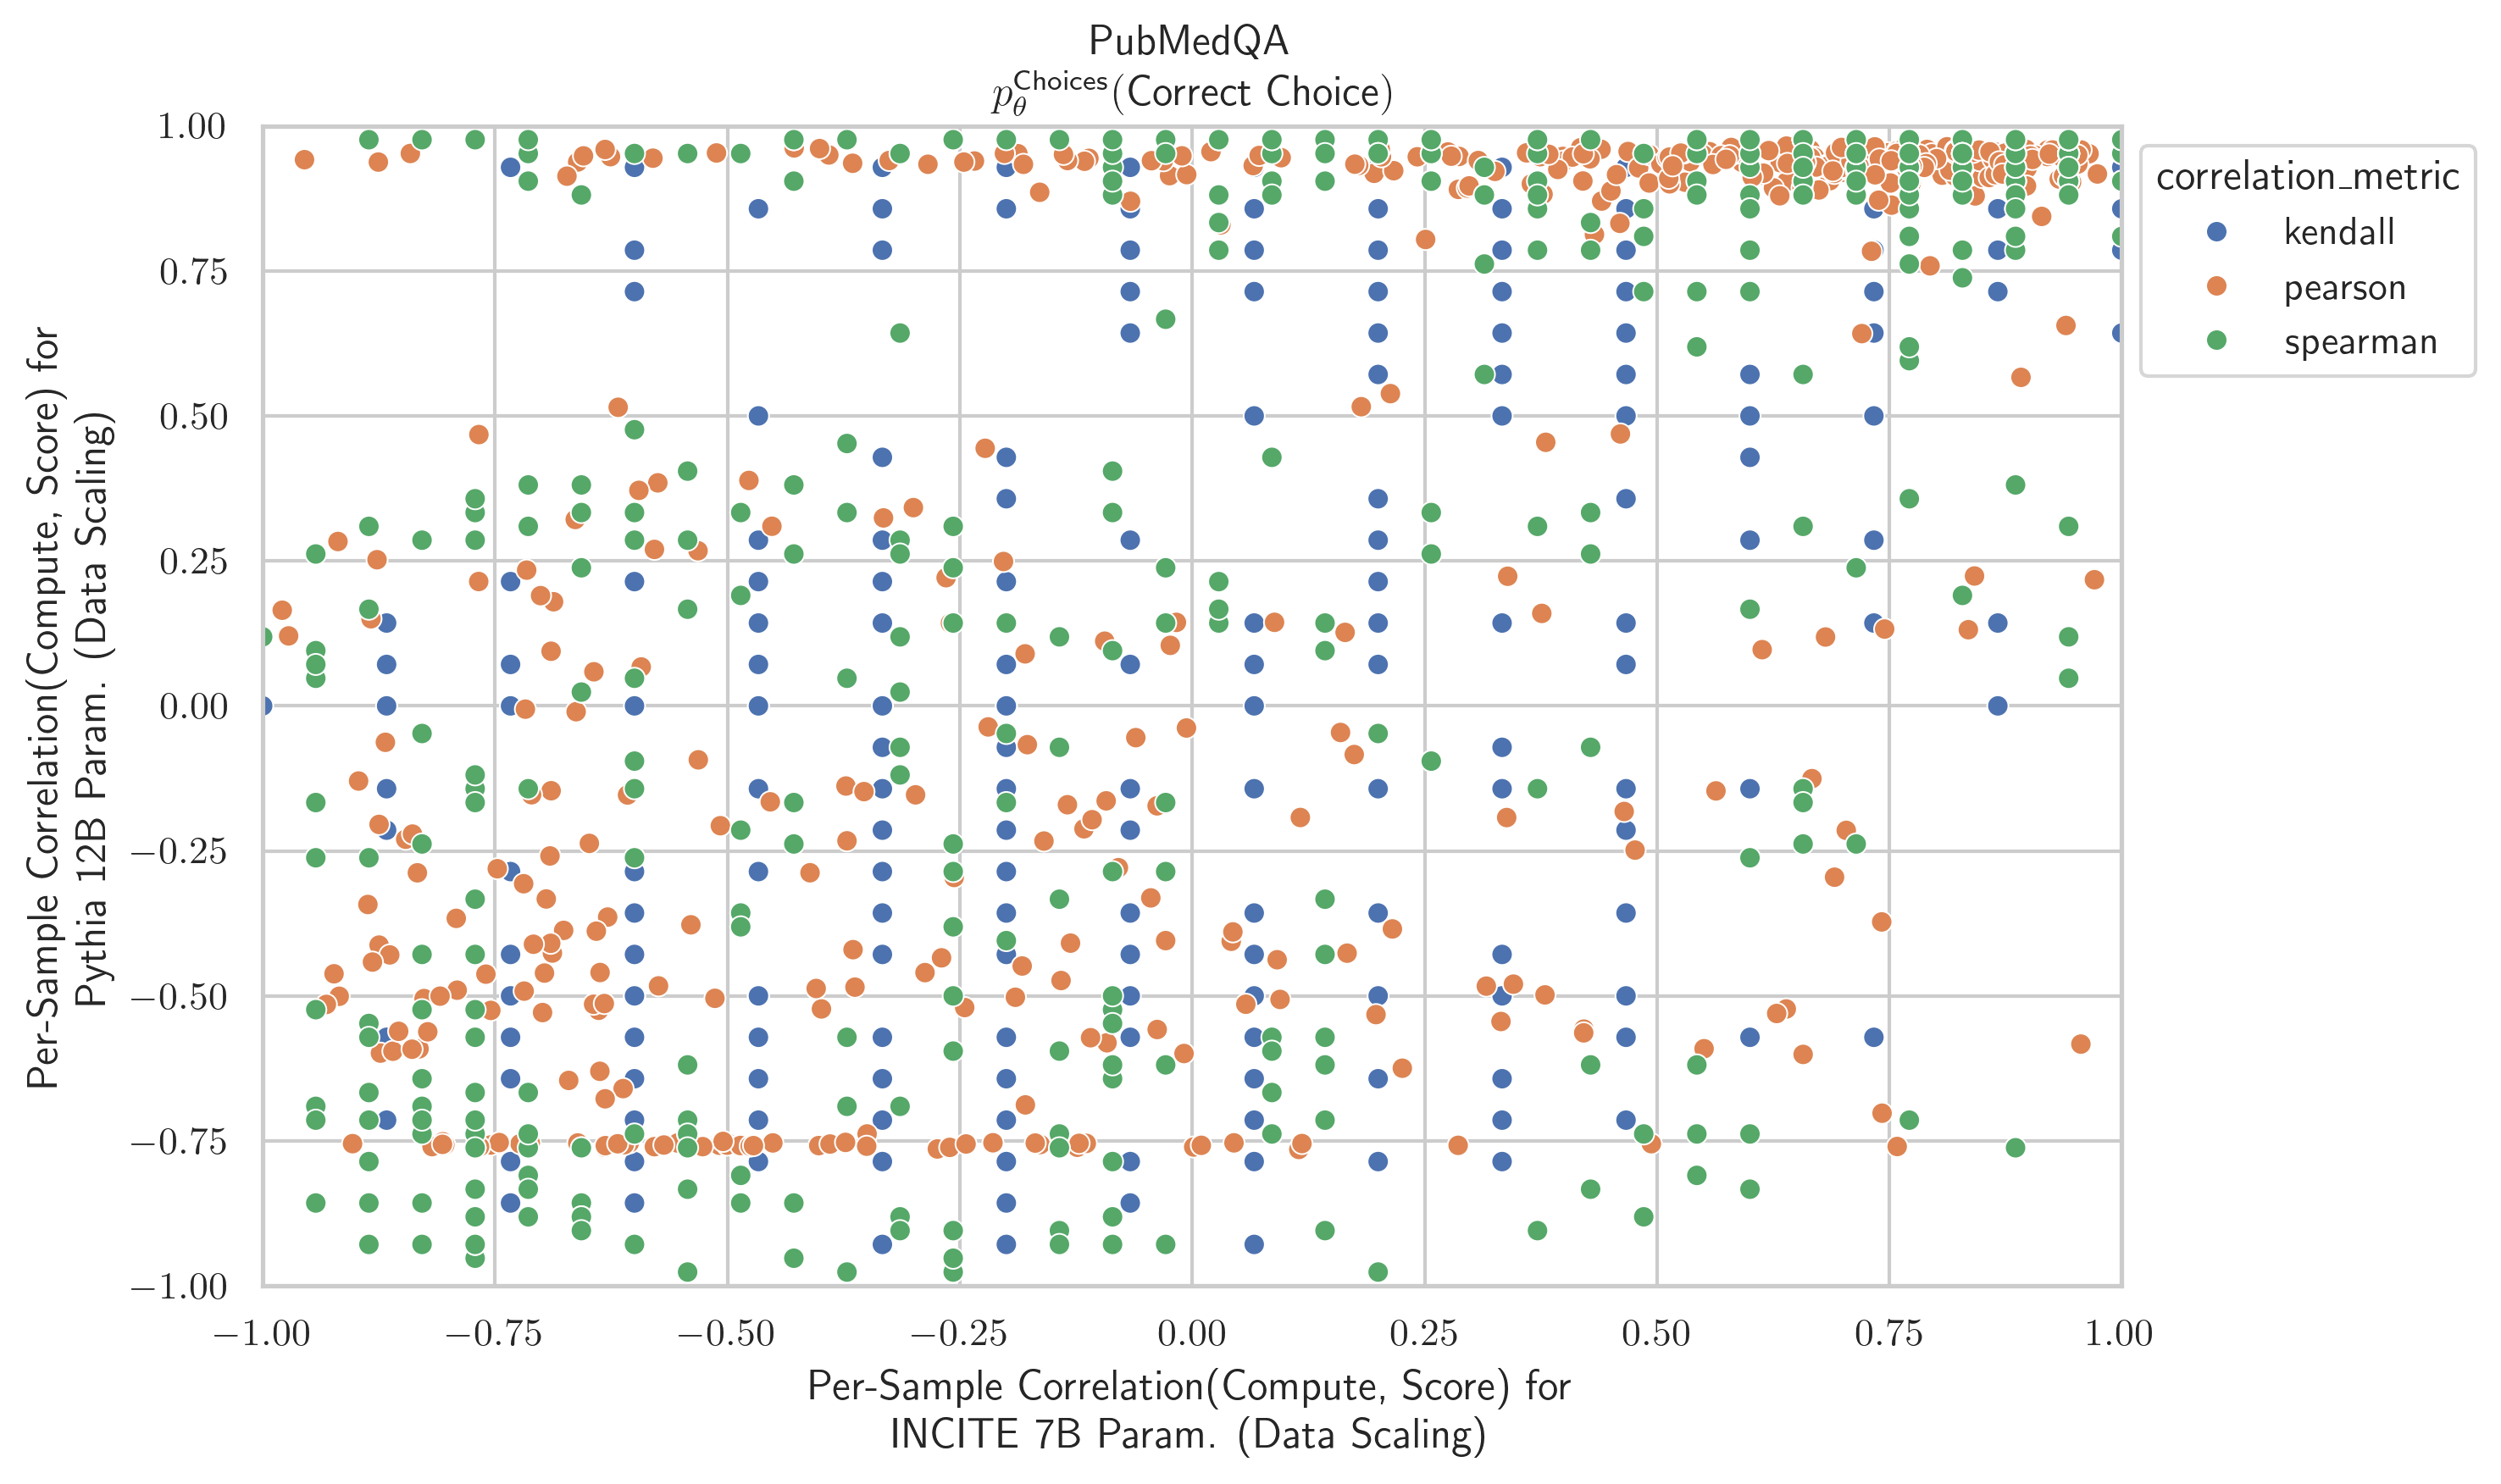 PubMedQA
p_θ^Choices(Correct Choice)
1.00
0.75
0.50
0.25
0.00
−0.25
−0.50
−0.75
−1.00
Per-Sample Correlation(Compute, Score) for
Pythia 12B Param. (Data Scaling)
−1.00 −0.75 −0.50 −0.25 0.00 0.25 0.50 0.75 1.00
Per-Sample Correlation(Compute, Score) for
INCITE 7B Param. (Data Scaling)
correlation_metric
kendall
pearson
spearman